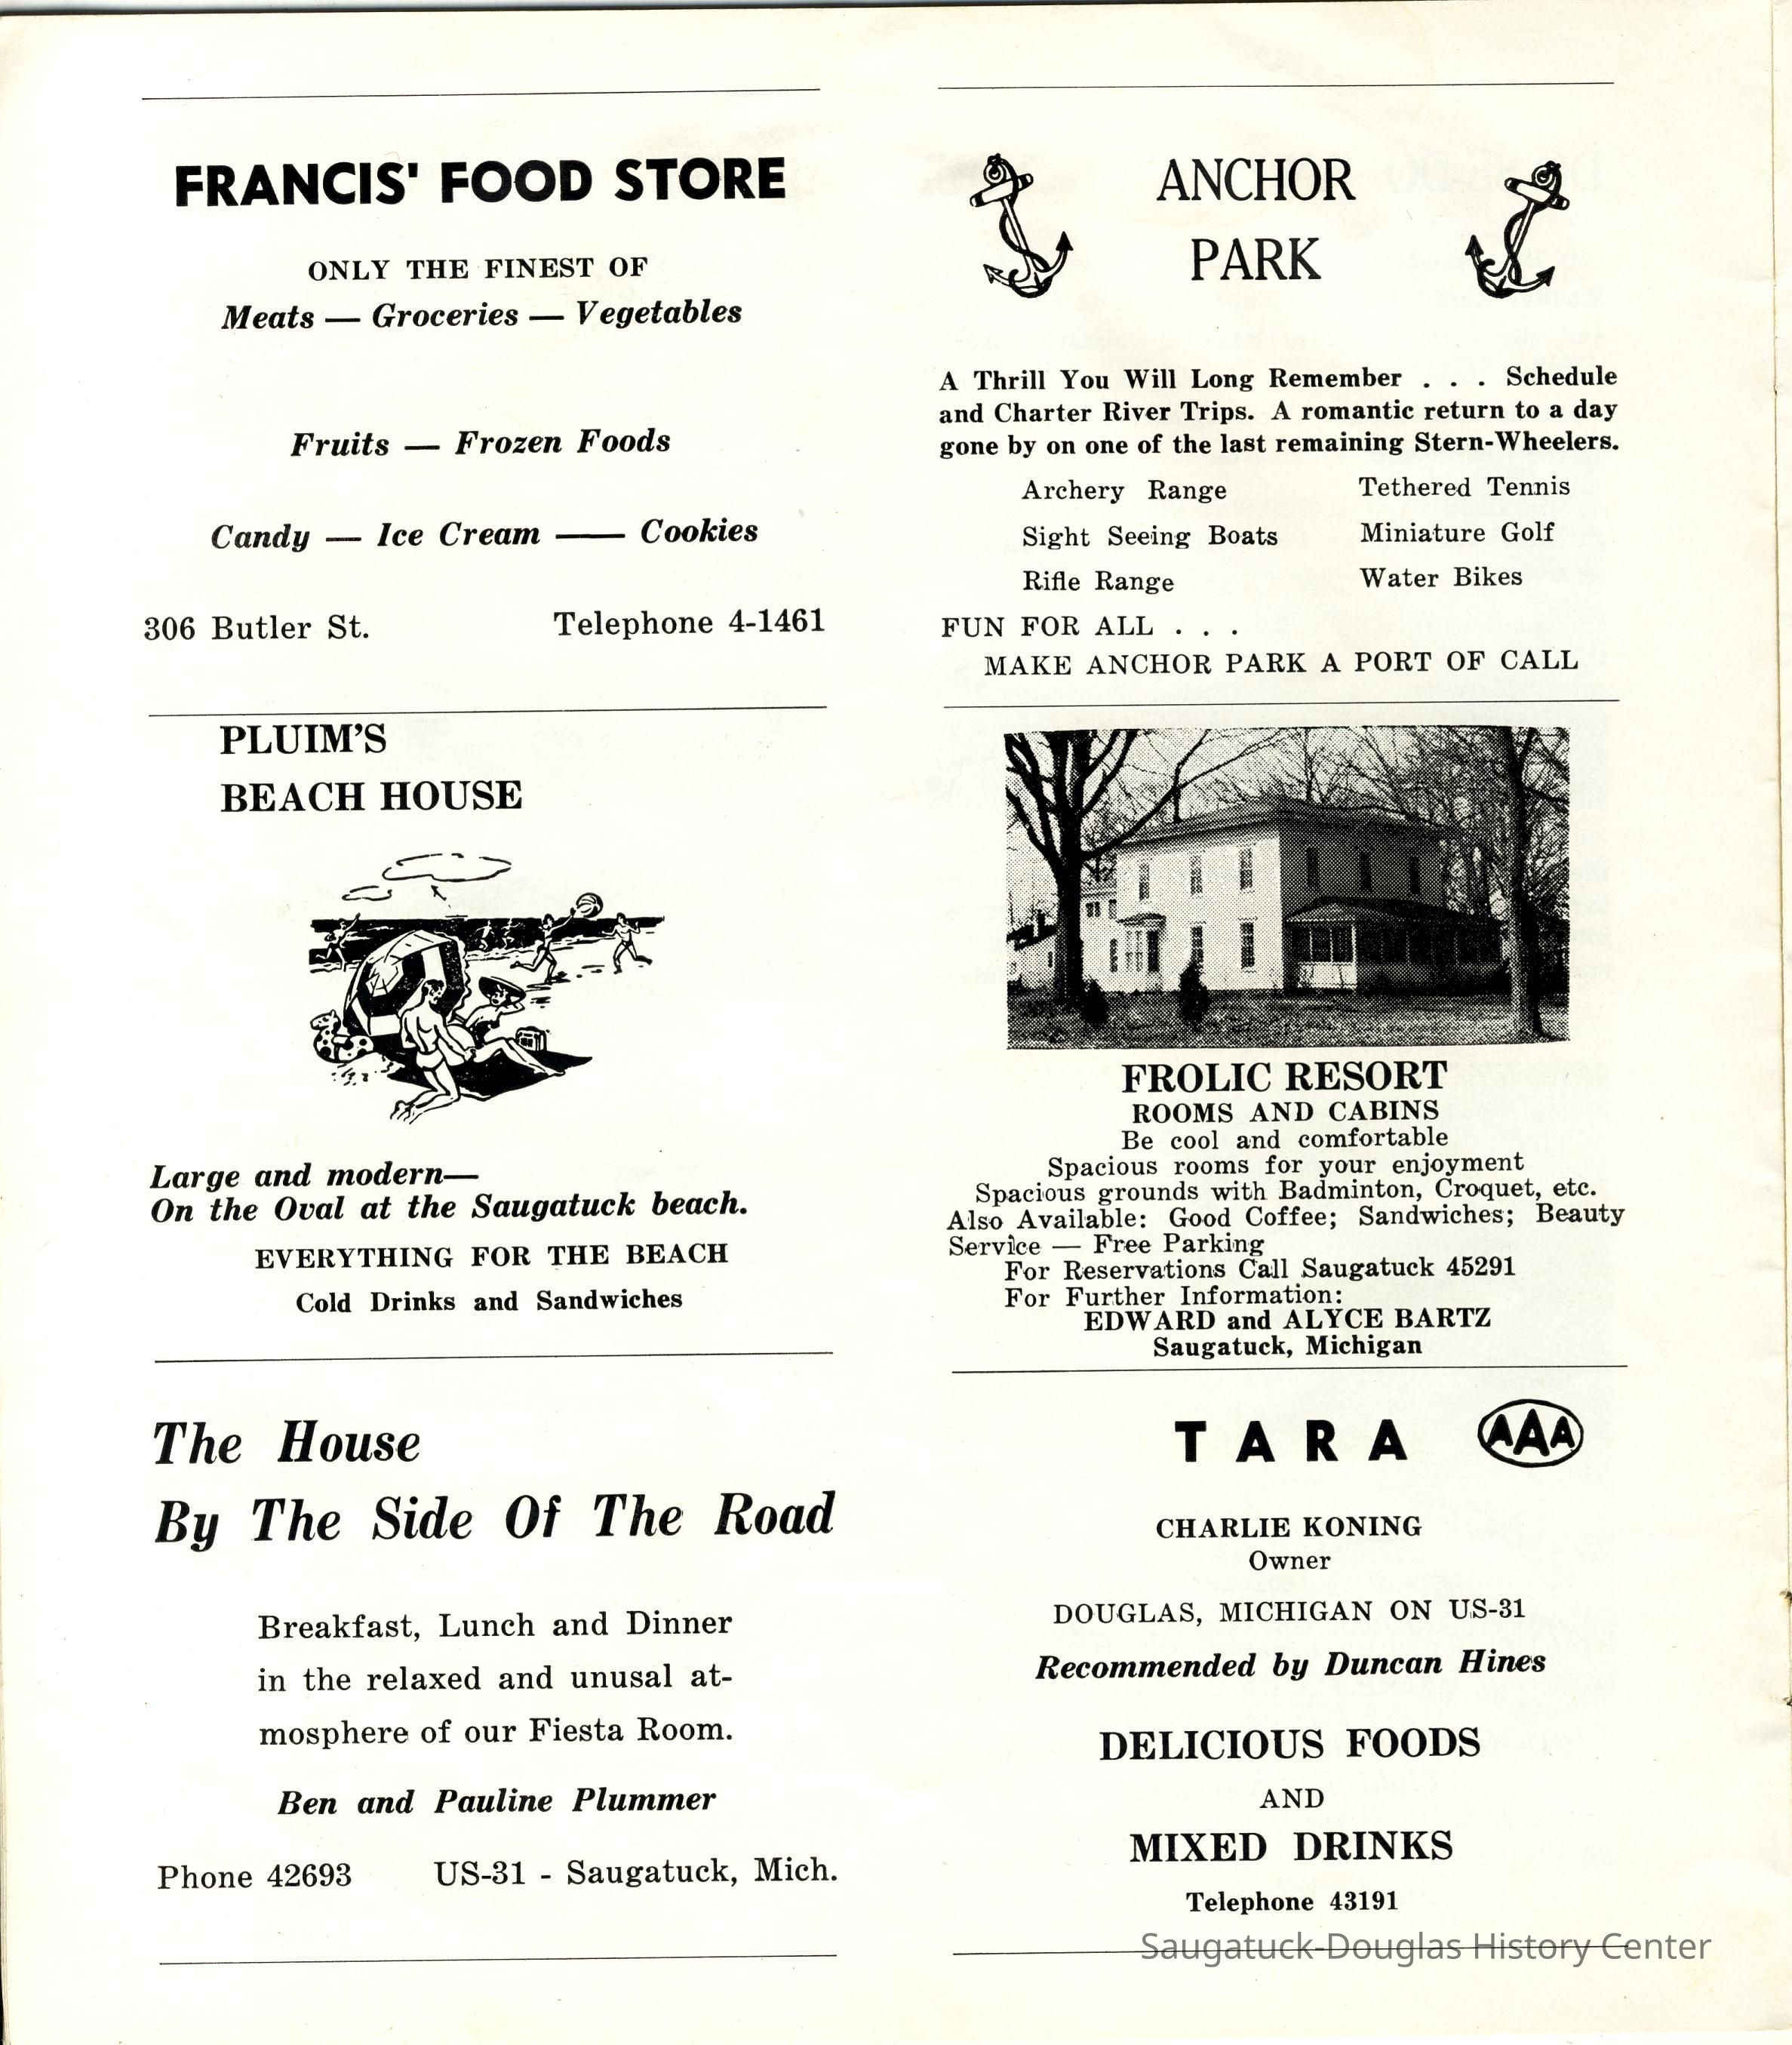 FRANCIS' FOOD STORE
ONLY THE FINEST OF
Meats — Groceries — Vegetables
Fruits — Frozen Foods
Candy — Ice Cream —— Cookies
306 Butler St. Telephone 4-1461
PLUIM'S
BEACH HOUSE
Large and modern—
On the Oval at the Saugatuck beach.
EVERYTHING FOR THE BEACH
Cold Drinks and Sandwiches
The House
By The Side Of The Road
Breakfast, Lunch and Dinner
in the relaxed and unusal at-
mosphere of our Fiesta Room.
Ben and Pauline Plummer
Phone 42693 US-31 - Saugatuck, Mich.
ANCHOR
PARK
A Thrill You Will Long Remember . . . Schedule
and Charter River Trips. A romantic return to a day
gone by on one of the last remaining Stern-Wheelers.
Archery Range Tethered Tennis
Sight Seeing Boats Miniature Golf
Rifle Range Water Bikes
FUN FOR ALL . . .
MAKE ANCHOR PARK A PORT OF CALL
FROLIC RESORT
ROOMS AND CABINS
Be cool and comfortable
Spacious rooms for your enjoyment
Spacious grounds with Badminton, Croquet, etc.
Also Available: Good Coffee; Sandwiches; Beauty
Service — Free Parking
For Reservations Call Saugatuck 45291
For Further Information:
EDWARD and ALYCE BARTZ
Saugatuck, Michigan
TARA AAA
CHARLIE KONING
Owner
DOUGLAS, MICHIGAN ON US-31
Recommended by Duncan Hines
DELICIOUS FOODS
AND
MIXED DRINKS
Telephone 43191
Saugatuck-Douglas History Center